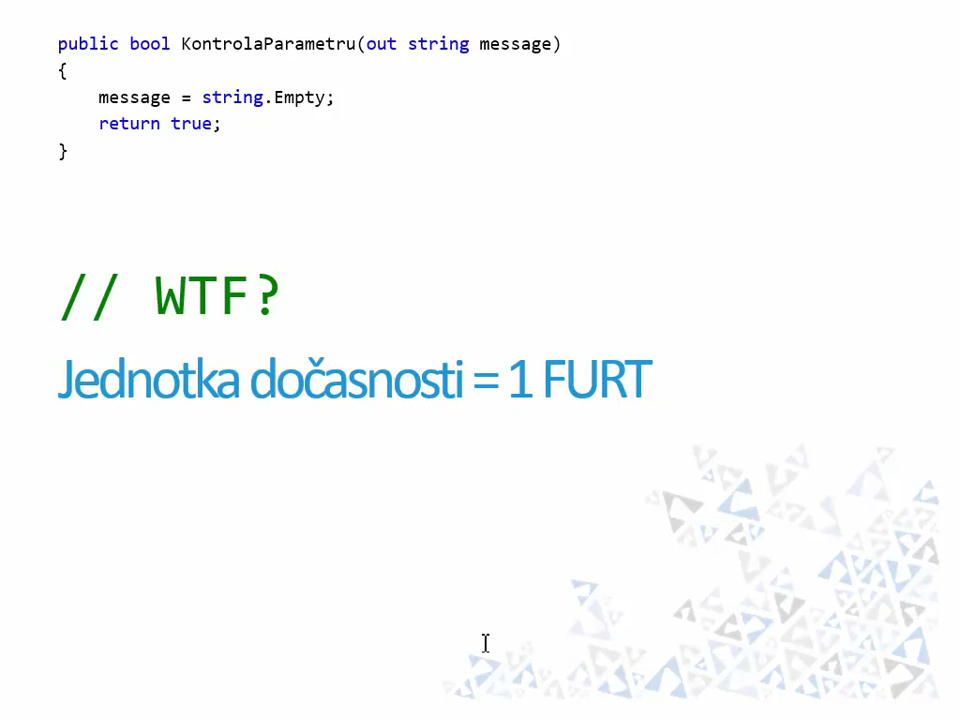 public bool KontrolaParametru(out string message)
{
    message = string.Empty;
    return true;
}
// WTF?
Jednotka dočasnosti = 1 FURT